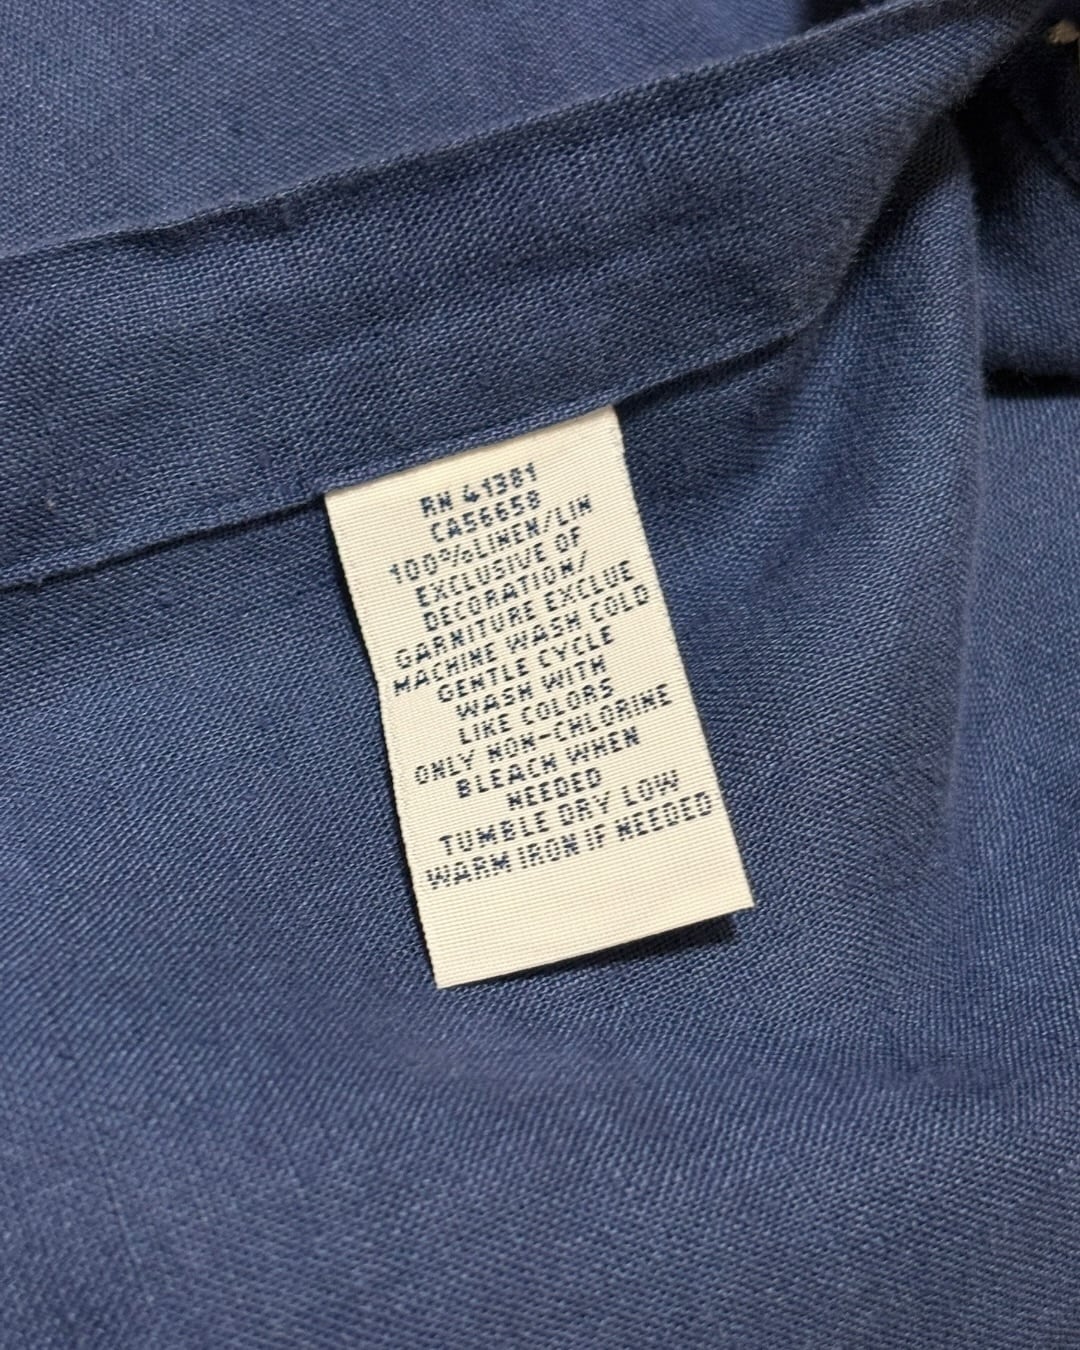 RN 41381
CA56658
100%LINEN/LIN
EXCLUSIVE OF
DECORATION/
GARNITURE EXCLUE
MACHINE WASH COLD
GENTLE CYCLE
WASH WITH
LIKE COLORS
ONLY NON-CHLORINE
BLEACH WHEN
NEEDED
TUMBLE DRY LOW
WARM IRON IF NEEDED